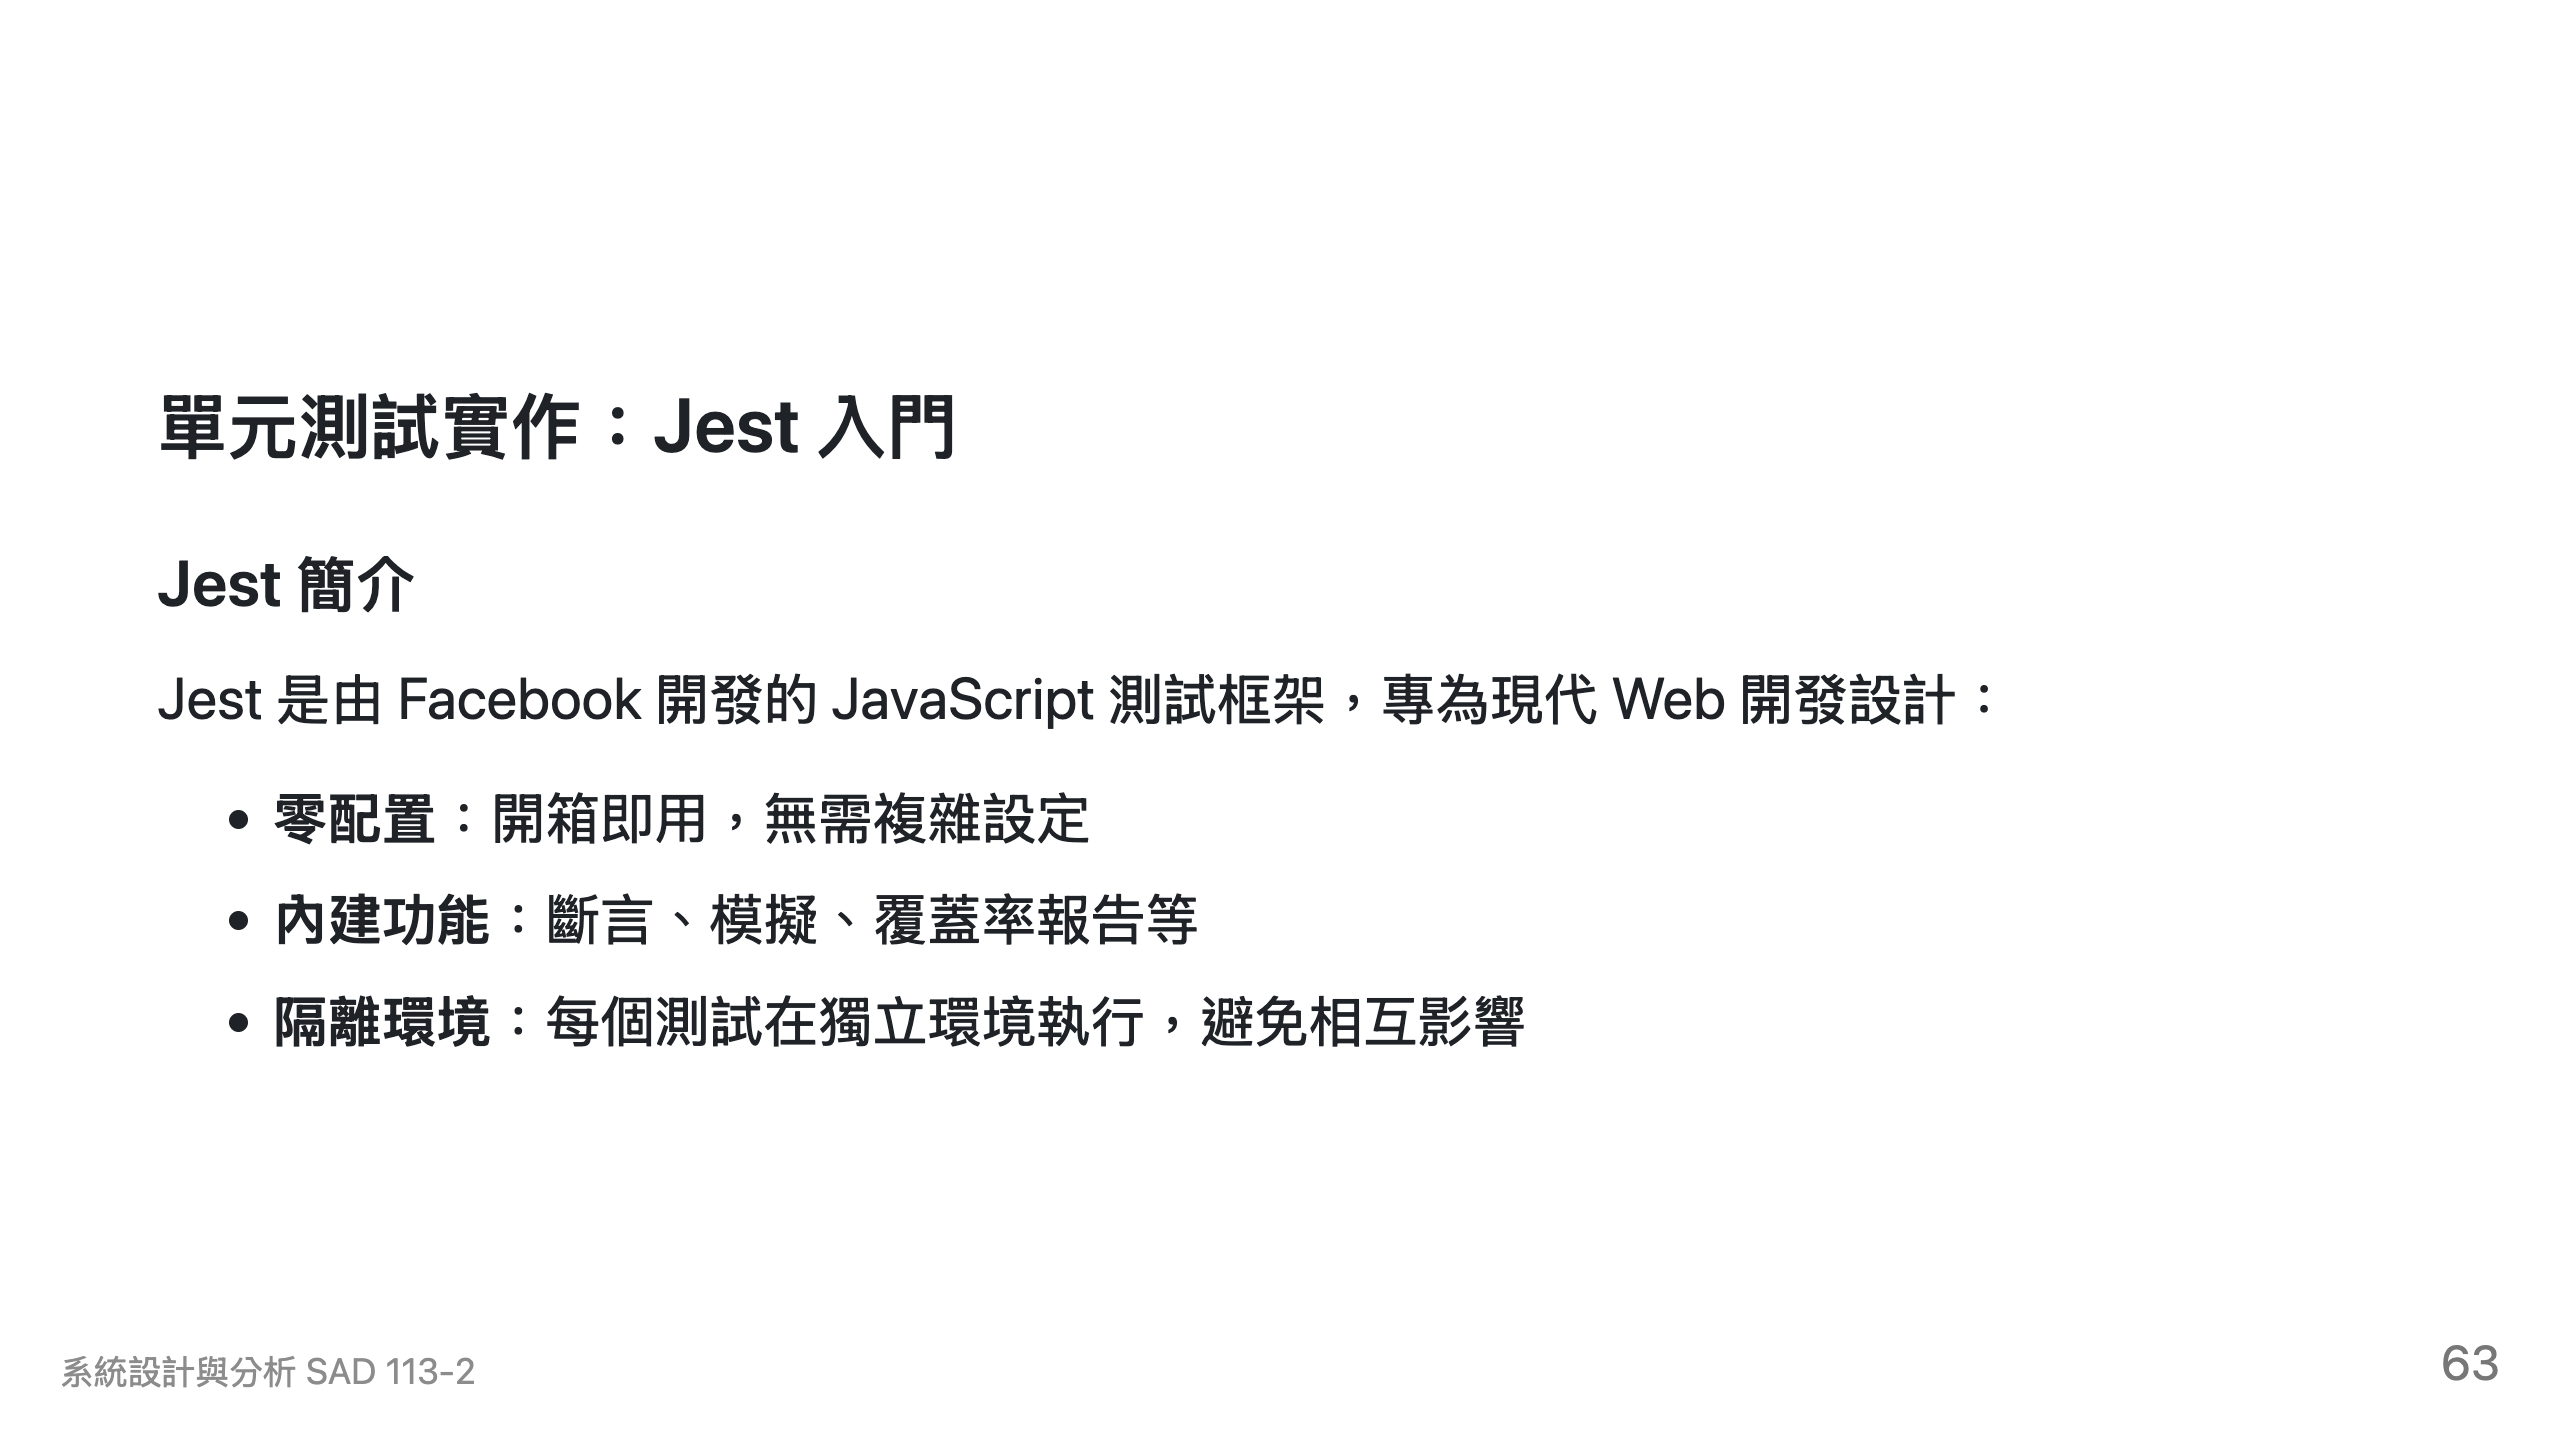 單元測試實作：Jest 入門
Jest 簡介
Jest 是由 Facebook 開發的 JavaScript 測試框架，專為現代 Web 開發設計：
• 零配置：開箱即用，無需複雜設定
• 內建功能：斷言、模擬、覆蓋率報告等
• 隔離環境：每個測試在獨立環境執行，避免相互影響
系統設計與分析 SAD 113-2
63